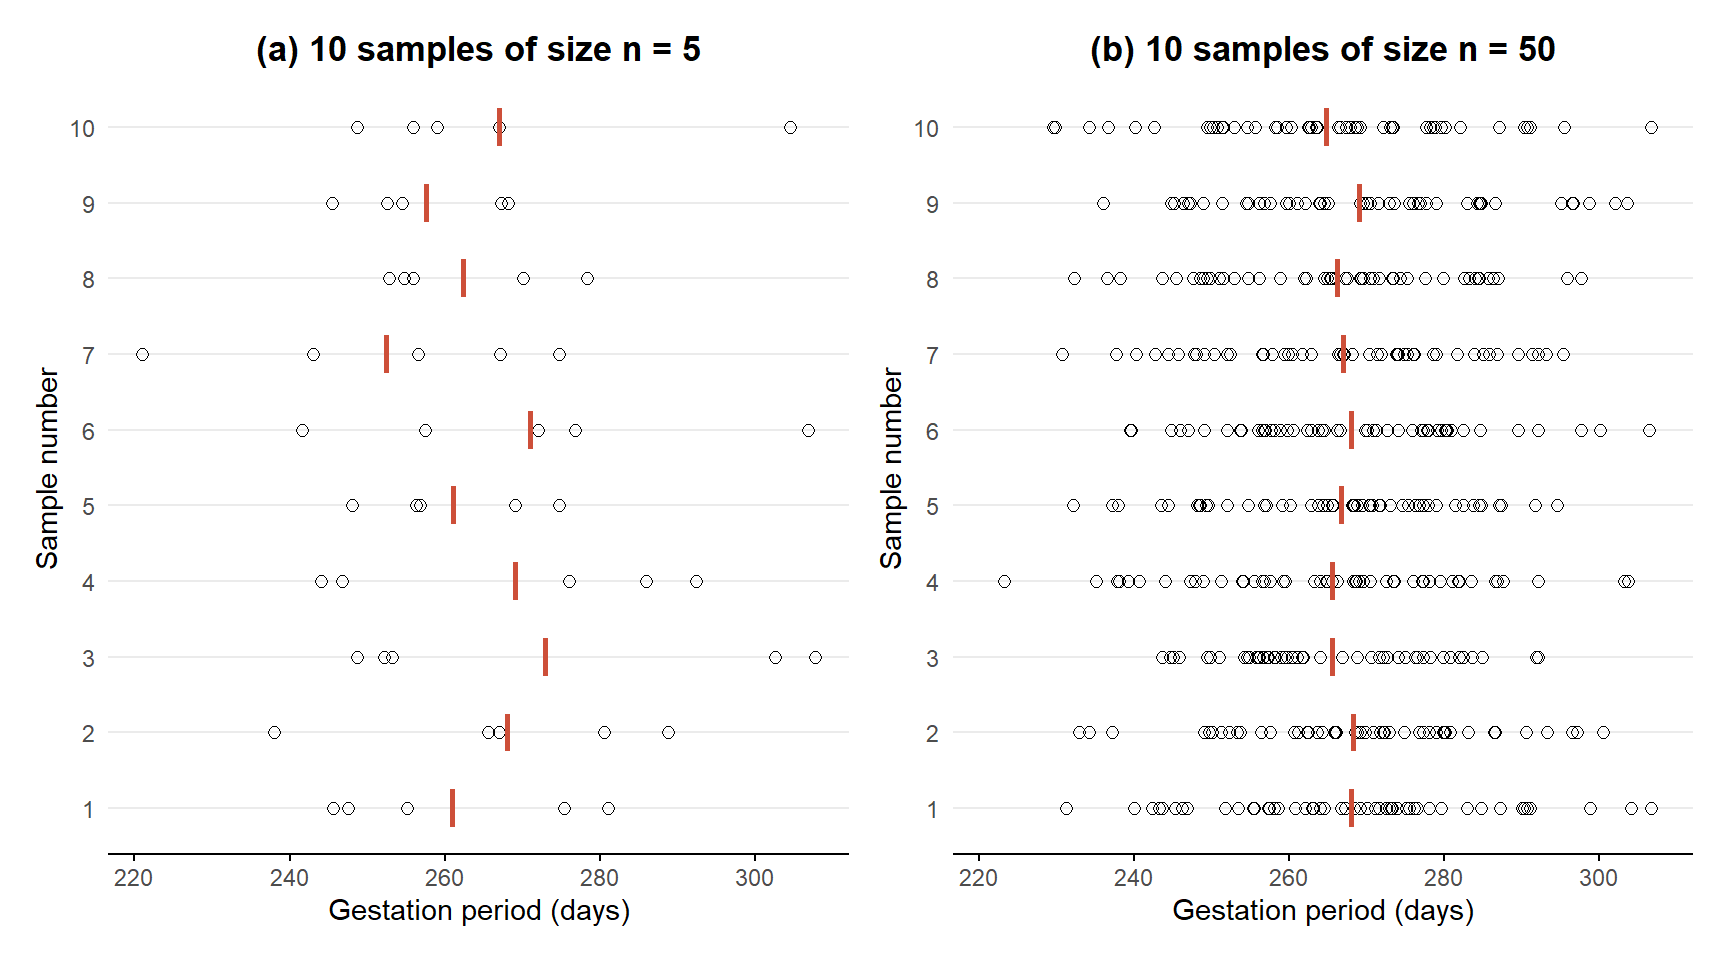 (a) 10 samples of size n = 5
10
9
8
7
6
5
4
3
2
1
Sample number
220 240 260 280 300
Gestation period (days)
(b) 10 samples of size n = 50
10
9
8
7
6
5
4
3
2
1
Sample number
220 240 260 280 300
Gestation period (days)